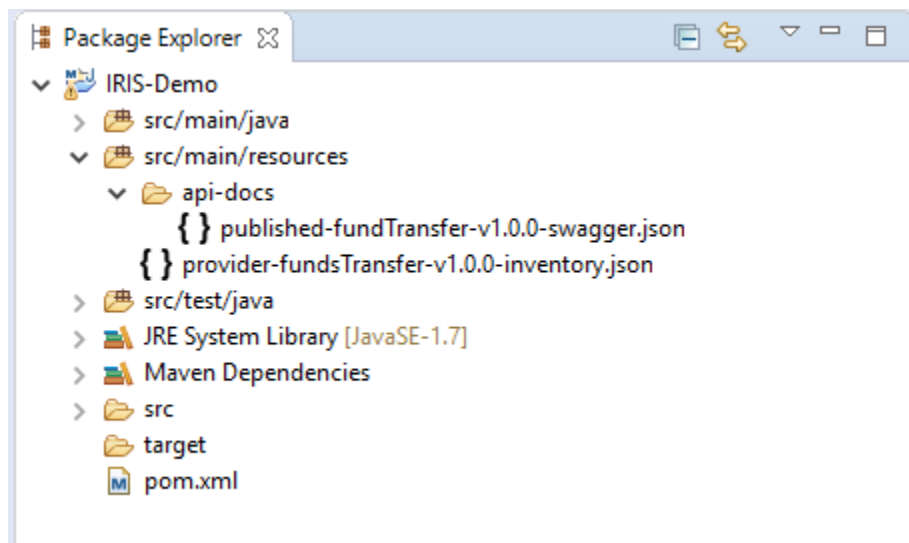 Package Explorer
IRIS-Demo
src/main/java
src/main/resources
api-docs
{ } published-fundTransfer-v1.0.0-swagger.json
{ } provider-fundsTransfer-v1.0.0-inventory.json
src/test/java
JRE System Library [JavaSE-1.7]
Maven Dependencies
src
target
pom.xml